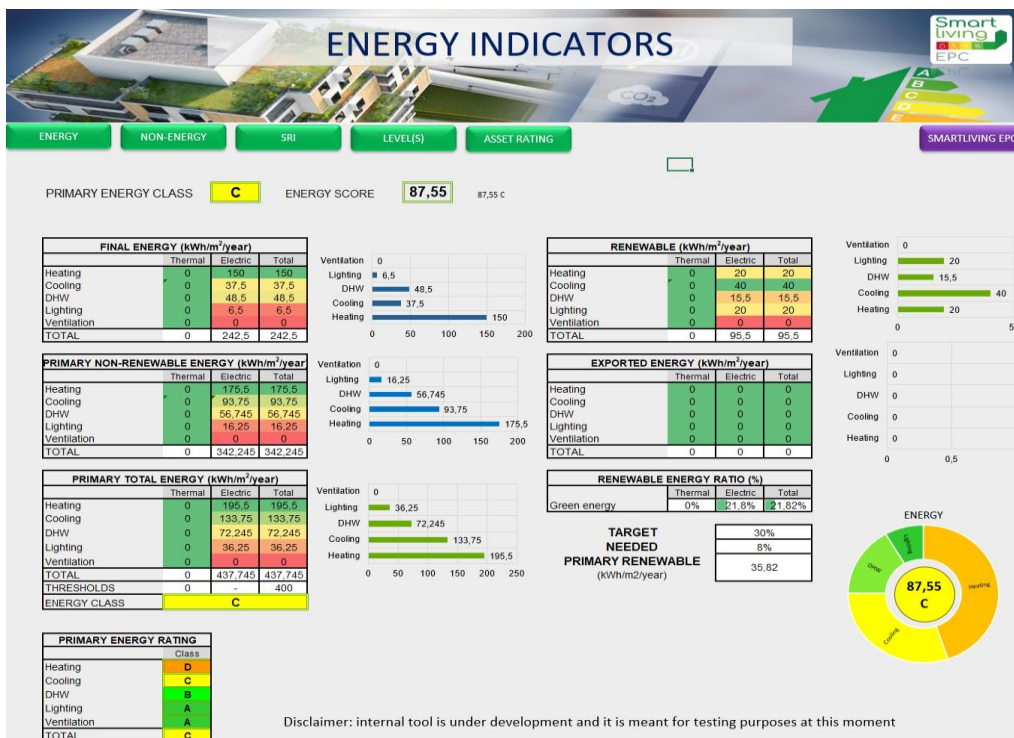 ENERGY INDICATORS
Smart
living
EPC
CO₂
A
B
C
D
E
ENERGY
NON-ENERGY
SRI
LEVEL(S)
ASSET RATING
SMARTLIVING EPC
PRIMARY ENERGY CLASS C ENERGY SCORE 87,55 87,55 C
FINAL ENERGY (kWh/m²/year)
Thermal Electric Total
Heating 0 150 150
Cooling 0 37,5 37,5
DHW 0 48,5 48,5
Lighting 0 6,5 6,5
Ventilation 0 0 0
TOTAL 0 242,5 242,5
Ventilation 0
Lighting 6,5
DHW 48,5
Cooling 37,5
Heating 150
0 50 100 150 200
RENEWABLE (kWh/m²/year)
Thermal Electric Total
Heating 0 20 20
Cooling 0 40 40
DHW 0 15,5 15,5
Lighting 0 20 20
Ventilation 0 0 0
TOTAL 0 95,5 95,5
Ventilation 0
Lighting 20
DHW 15,5
Cooling 40
Heating 20
0 5
PRIMARY NON-RENEWABLE ENERGY (kWh/m²/year
Thermal Electric Total
Heating 0 175,5 175,5
Cooling 0 93,75 93,75
DHW 0 56,745 56,745
Lighting 0 16,25 16,25
Ventilation 0 0 0
TOTAL 0 342,245 342,245
Ventilation 0
Lighting 16,25
DHW 56,745
Cooling 93,75
Heating 175,5
0 50 100 150 200
EXPORTED ENERGY (kWh/m²/year)
Thermal Electric Total
Heating 0 0 0
Cooling 0 0 0
DHW 0 0 0
Lighting 0 0 0
Ventilation 0 0 0
TOTAL 0 0 0
Ventilation 0
Lighting 0
DHW 0
Cooling 0
Heating 0
0 0,5
PRIMARY TOTAL ENERGY (kWh/m²/year)
Thermal Electric Total
Heating 0 195,5 195,5
Cooling 0 133,75 133,75
DHW 0 72,245 72,245
Lighting 0 36,25 36,25
Ventilation 0 0 0
TOTAL 0 437,745 437,745
THRESHOLDS 0 - 400
ENERGY CLASS C
Ventilation 0
Lighting 36,25
DHW 72,245
Cooling 133,75
Heating 195,5
0 50 100 150 200 250
RENEWABLE ENERGY RATIO (%)
Thermal Electric Total
Green energy 0% 21,8% 21,82%
TARGET 30%
NEEDED 8%
PRIMARY RENEWABLE 35,82
(kWh/m2/year)
ENERGY
Lighting
DHW
Heating
Cooling
87,55
C
PRIMARY ENERGY RATING
Class
Heating D
Cooling C
DHW B
Lighting A
Ventilation A
TOTAL C
Disclaimer: internal tool is under development and it is meant for testing purposes at this moment